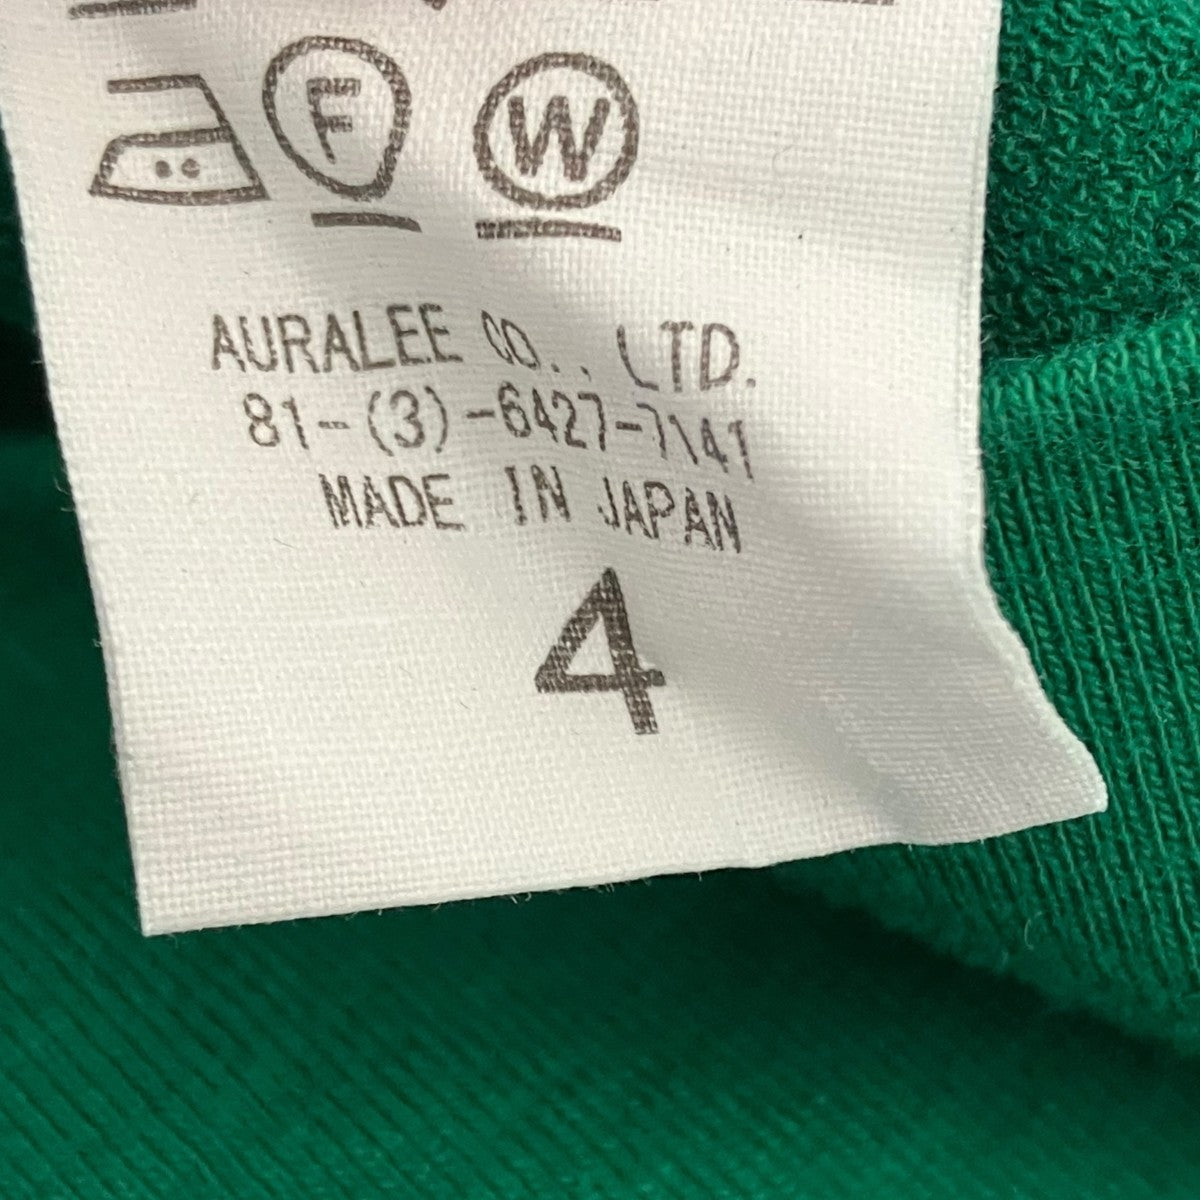 F W
AURALEE CO., LTD.
81-(3)-6427-7141
MADE IN JAPAN
4